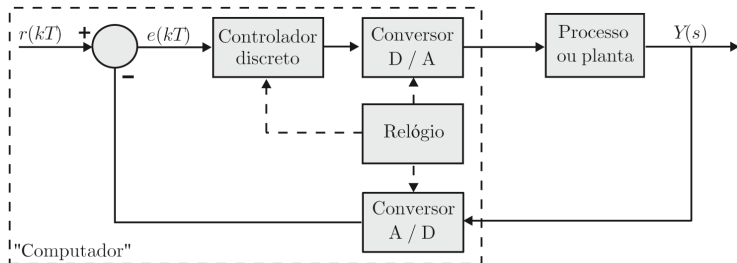 r(kT)
+
e(kT)
Controlador
discreto
Conversor
D / A
Processo
ou planta
Y(s)
−
Relógio
Conversor
A / D
"Computador"